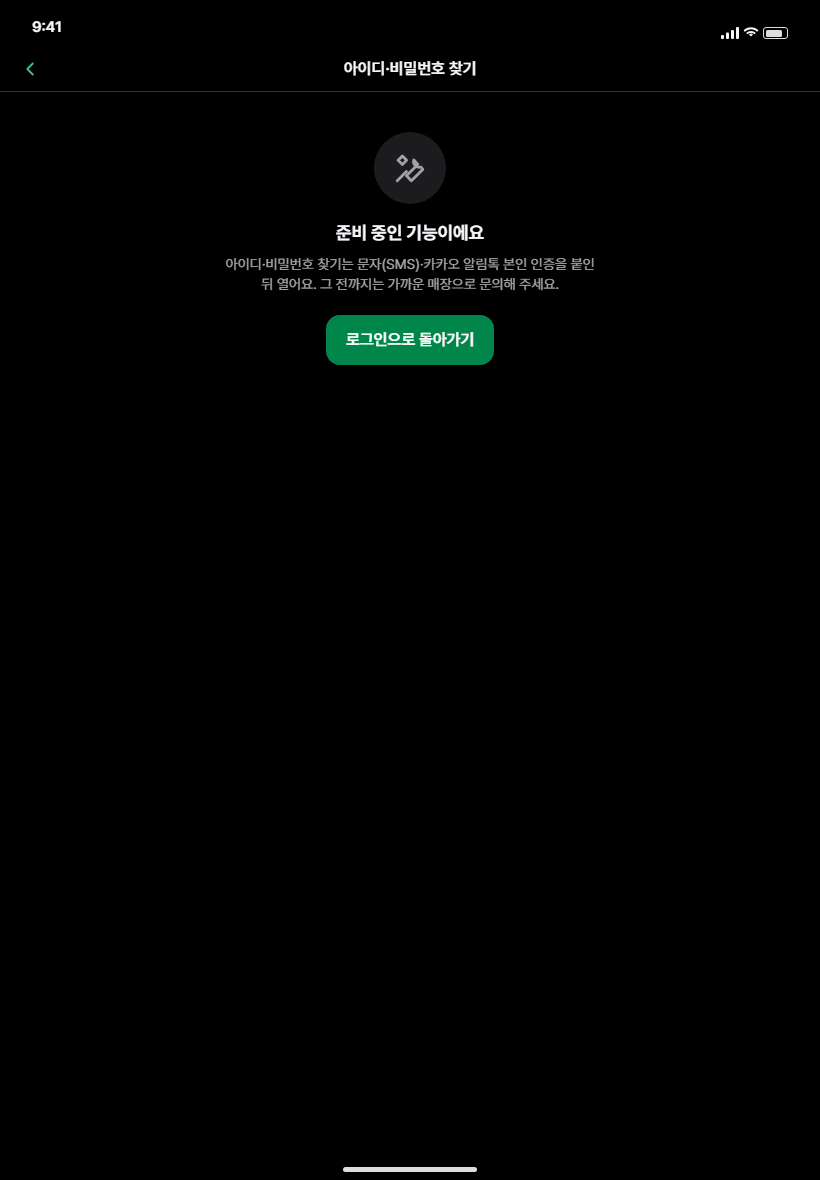 9:41
아이디·비밀번호 찾기
준비 중인 기능이에요
아이디·비밀번호 찾기는 문자(SMS)·카카오 알림톡 본인 인증을 붙인
뒤 열어요. 그 전까지는 가까운 매장으로 문의해 주세요.
로그인으로 돌아가기